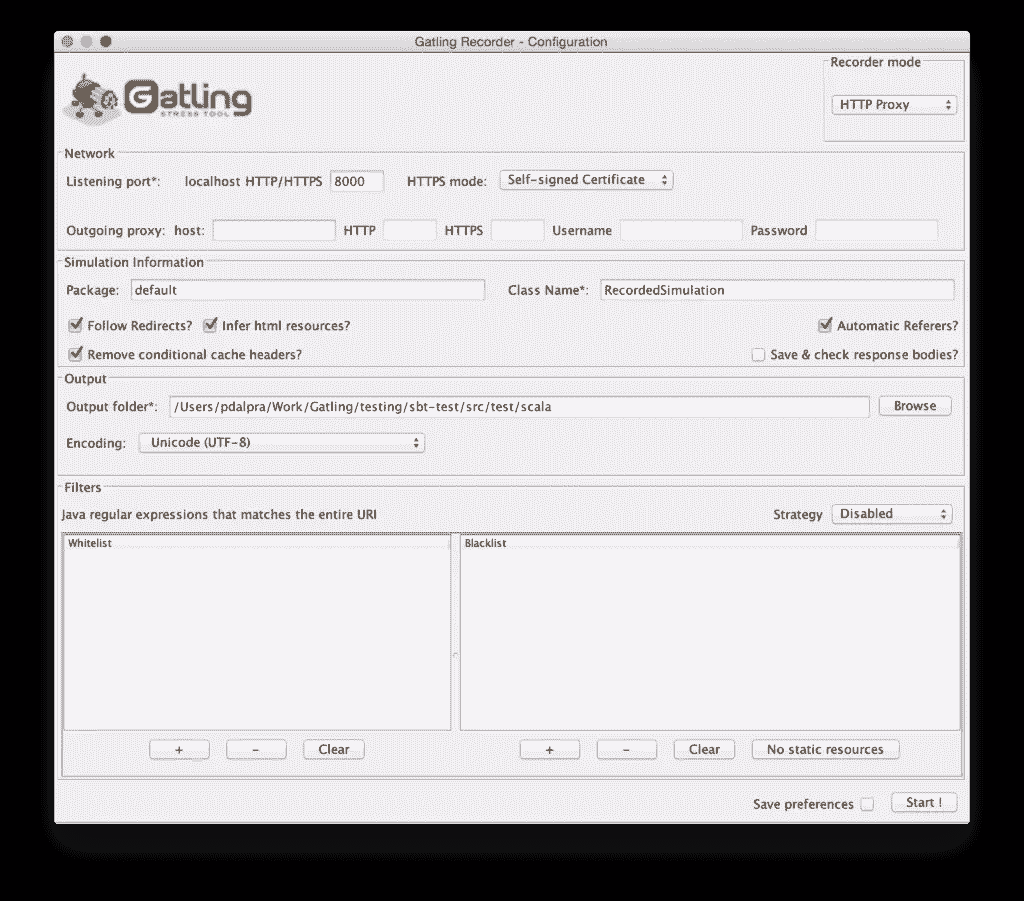 Gatling Recorder - Configuration
Gatling
STRESS TOOL
Recorder mode
HTTP Proxy
Network
Listening port*: localhost HTTP/HTTPS 8000 HTTPS mode: Self-signed Certificate
Outgoing proxy: host: HTTP HTTPS Username Password
Simulation Information
Package: default Class Name*: RecordedSimulation
Follow Redirects? Infer html resources? Automatic Referers?
Remove conditional cache headers? Save & check response bodies?
Output
Output folder*: /Users/pdalpra/Work/Gatling/testing/sbt-test/src/test/scala Browse
Encoding: Unicode (UTF-8)
Filters
Java regular expressions that matches the entire URI Strategy Disabled
Whitelist Blacklist
+ - Clear + - Clear No static resources
Save preferences Start !